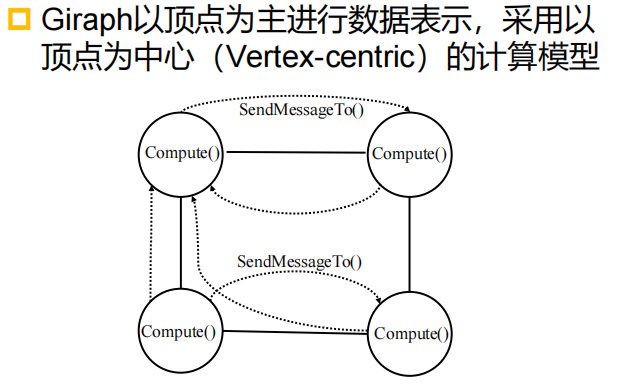 Giraph以顶点为主进行数据表示，采用以
顶点为中心（Vertex-centric）的计算模型
SendMessageTo()
Compute()
Compute()
SendMessageTo()
Compute()
Compute()